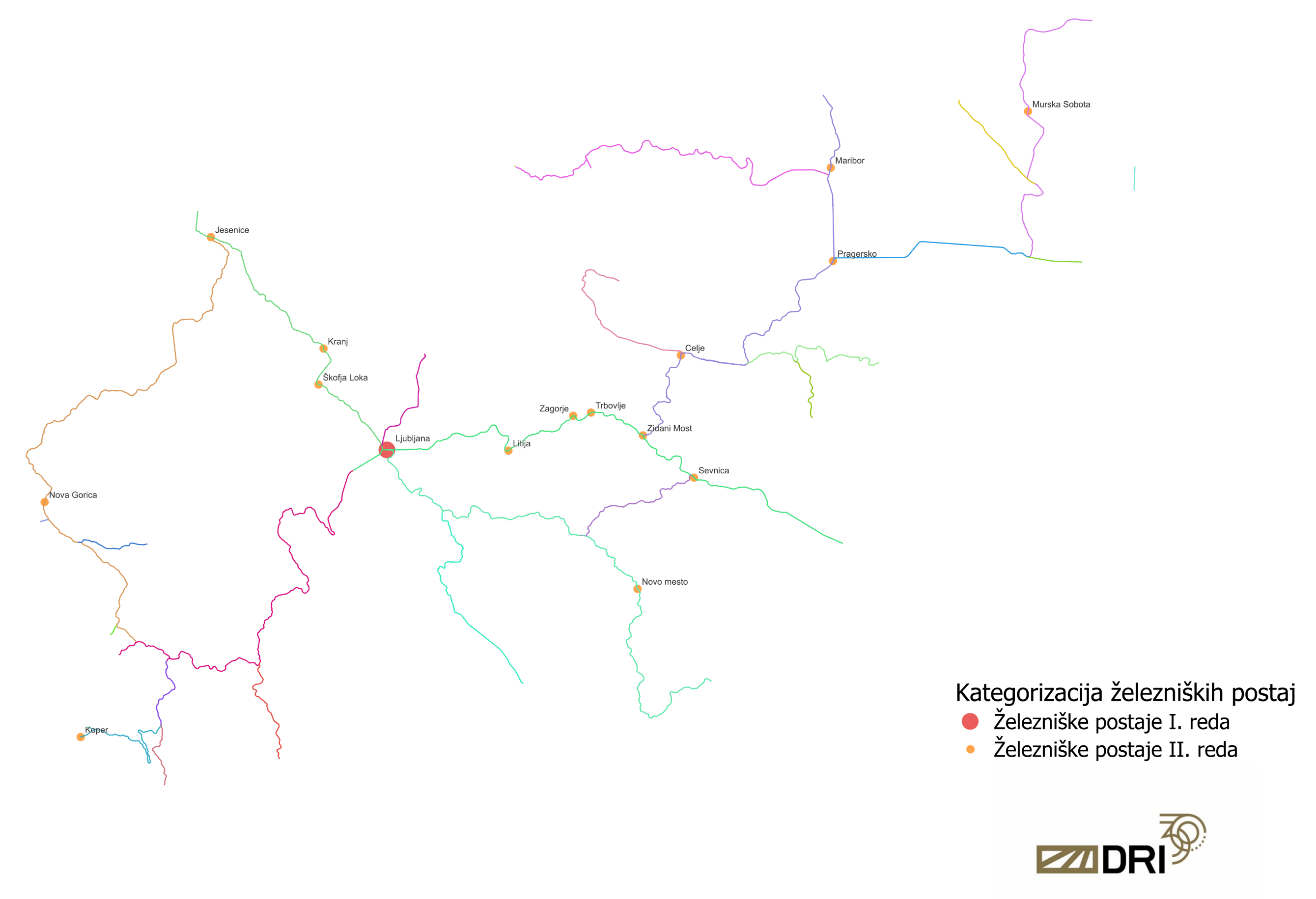 Murska Sobota
Maribor
Jesenice
Pragersko
Kranj
Celje
Škofja Loka
Zagorje
Trbovlje
Zidani Most
Ljubljana
Litija
Sevnica
Nova Gorica
Novo mesto
Koper
Kategorizacija železniških postaj
Železniške postaje I. reda
Železniške postaje II. reda
DRI